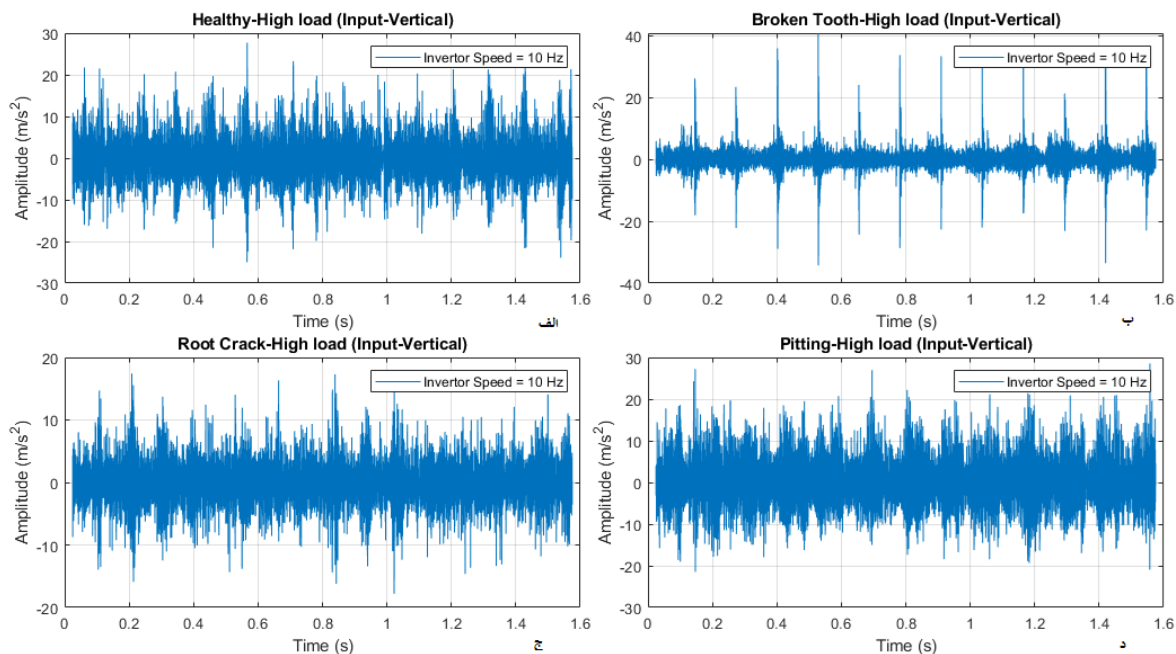 Healthy-High load (Input-Vertical)
30
20
10
0
-10
-20
-30
Amplitude (m/s²)
Invertor Speed = 10 Hz
0 0.2 0.4 0.6 0.8 1 1.2 1.4 1.6
Time (s)
الف
Broken Tooth-High load (Input-Vertical)
40
20
0
-20
-40
Amplitude (m/s²)
Invertor Speed = 10 Hz
0 0.2 0.4 0.6 0.8 1 1.2 1.4 1.6
Time (s)
ب
Root Crack-High load (Input-Vertical)
20
10
0
-10
-20
Amplitude (m/s²)
Invertor Speed = 10 Hz
0 0.2 0.4 0.6 0.8 1 1.2 1.4 1.6
Time (s)
ج
Pitting-High load (Input-Vertical)
30
20
10
0
-10
-20
-30
Amplitude (m/s²)
Invertor Speed = 10 Hz
0 0.2 0.4 0.6 0.8 1 1.2 1.4 1.6
Time (s)
د